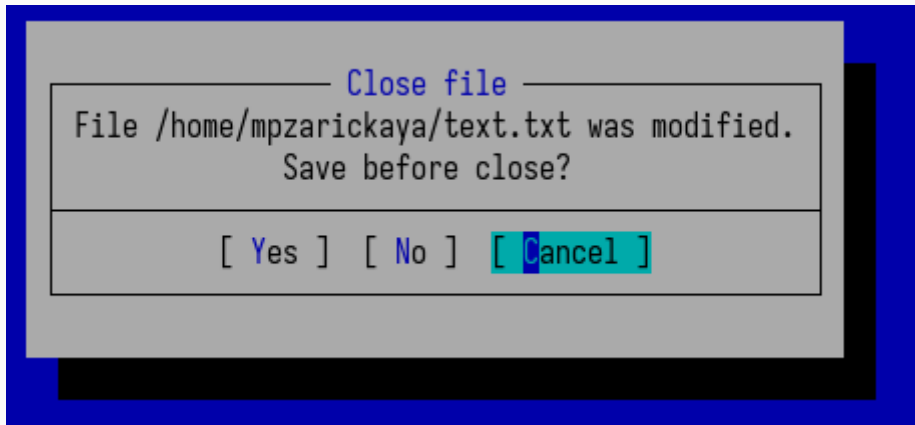 Close file
File /home/mpzarickaya/text.txt was modified.
Save before close?
[ Yes ] [ No ] [ Cancel ]